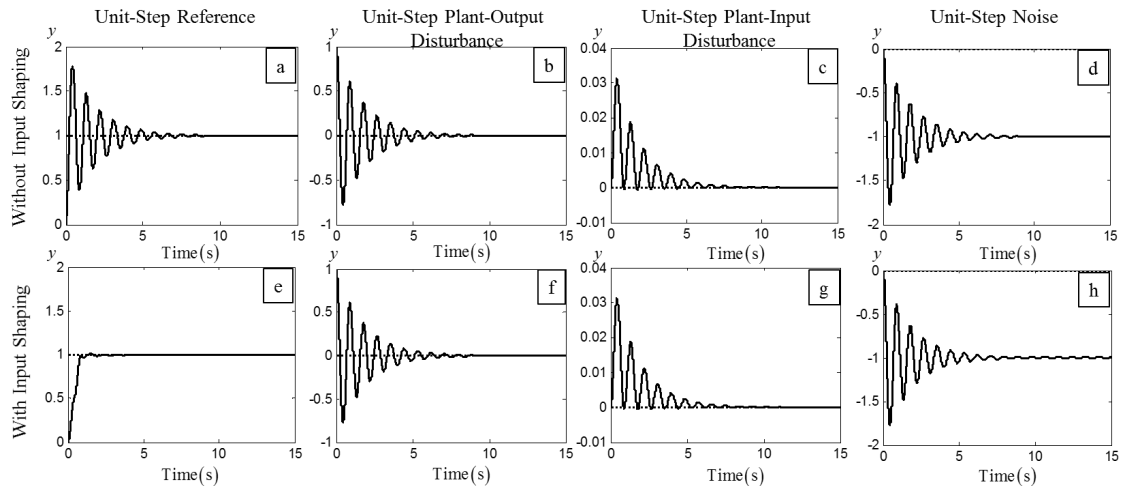 Unit-Step Reference
Unit-Step Plant-Output
Disturbance
Unit-Step Plant-Input
Disturbance
Unit-Step Noise
Without Input Shaping
y
2
1.5
1
0.5
0
0
5
10
15
Time(s)
a
y
1
0.5
0
-0.5
-1
0
5
10
15
Time(s)
b
y
0.04
0.03
0.02
0.01
0
-0.01
0
5
10
15
Time(s)
c
y
0
-0.5
-1
-1.5
-2
0
5
10
15
Time(s)
d
With Input Shaping
y
2
1.5
1
0.5
0
0
5
10
15
Time(s)
e
y
1
0.5
0
-0.5
-1
0
5
10
15
Time(s)
f
y
0.04
0.03
0.02
0.01
0
-0.01
0
5
10
15
Time(s)
g
y
0
-0.5
-1
-1.5
-2
0
5
10
15
Time(s)
h